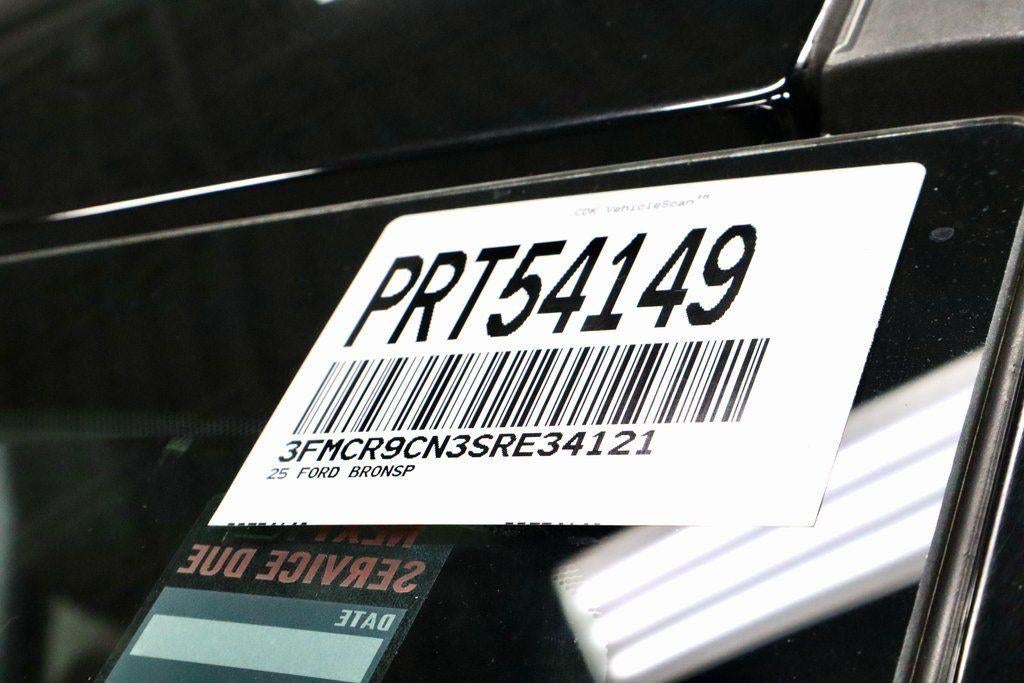 CDK VehicleScan™
PRT54149
3FMCR9CN3SRE34121
25 FORD BRONSP
NEXT
SERVICE DUE
DATE